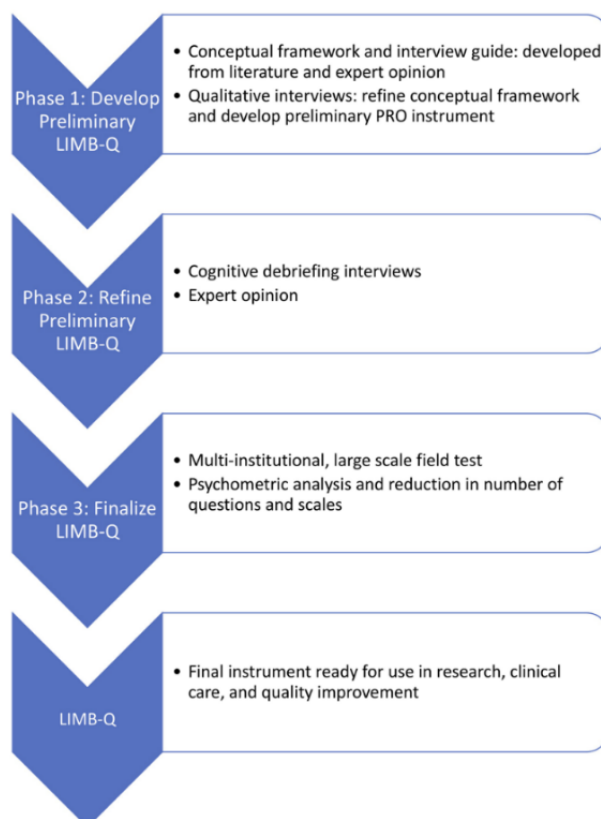 Phase 1: Develop
Preliminary
LIMB-Q
• Conceptual framework and interview guide: developed
from literature and expert opinion
• Qualitative interviews: refine conceptual framework
and develop preliminary PRO instrument
Phase 2: Refine
Preliminary
LIMB-Q
• Cognitive debriefing interviews
• Expert opinion
Phase 3: Finalize
LIMB-Q
• Multi-institutional, large scale field test
• Psychometric analysis and reduction in number of
questions and scales
LIMB-Q
• Final instrument ready for use in research, clinical
care, and quality improvement